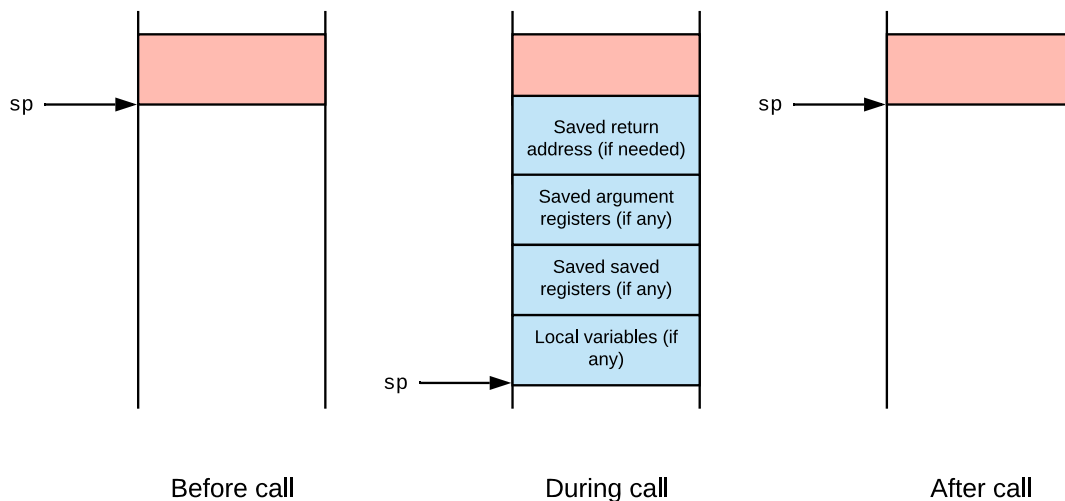 sp
Before call
Saved return
address (if needed)
Saved argument
registers (if any)
Saved saved
registers (if any)
Local variables (if
any)
sp
During call
sp
After call